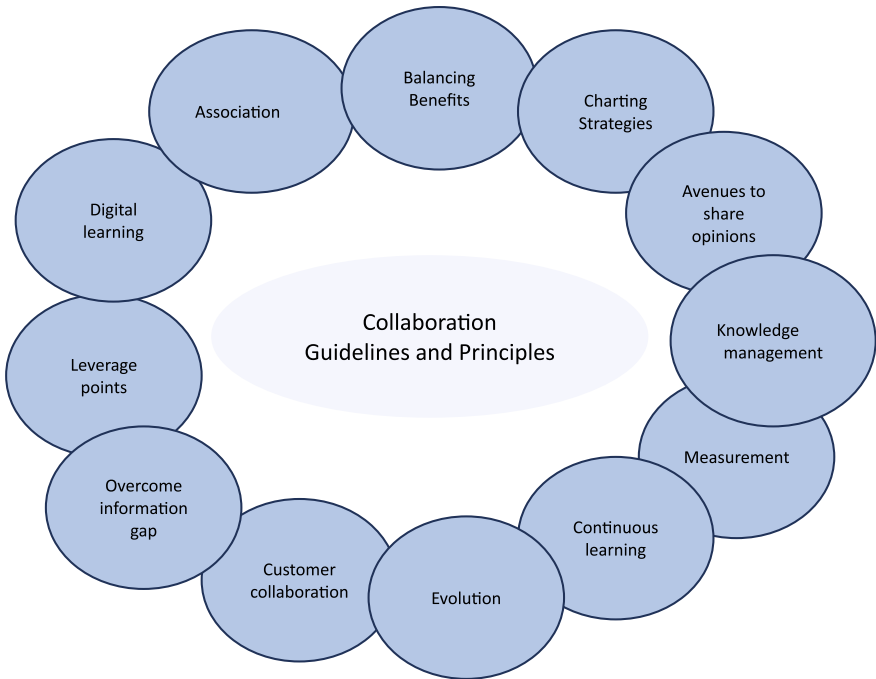 Balancing
Benefits
Charting
Strategies
Association
Avenues to
share
opinions
Digital
learning
Collaboration
Guidelines and Principles
Knowledge
management
Leverage
points
Measurement
Overcome
information
gap
Continuous
learning
Customer
collaboration
Evolution